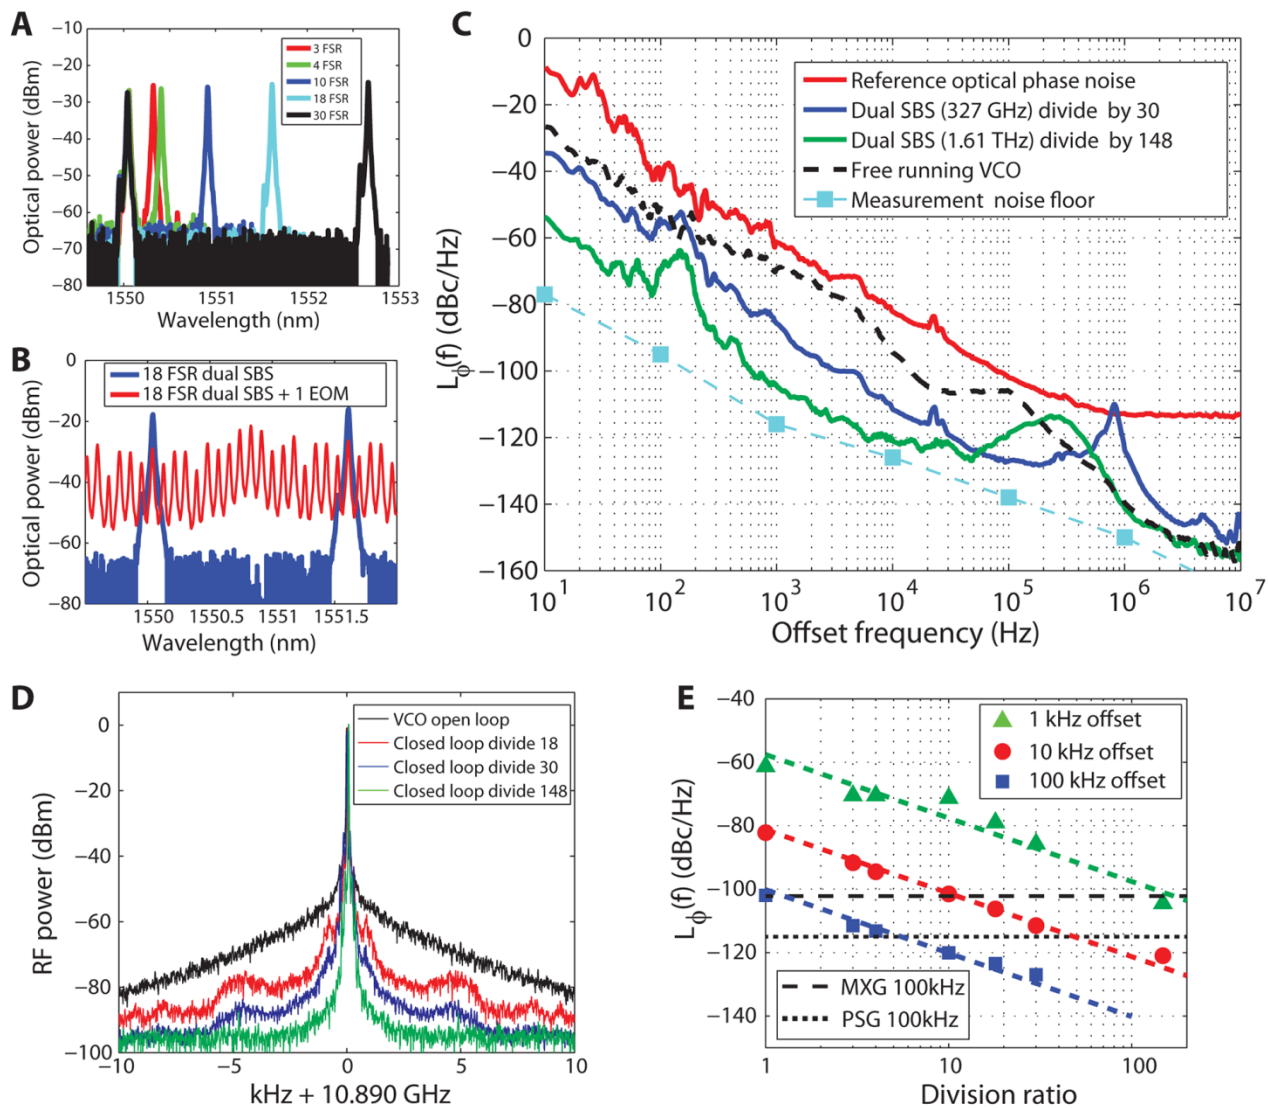 A
Optical power (dBm)
−10
−20
−30
−40
−50
−60
−70
−80
3 FSR
4 FSR
10 FSR
18 FSR
30 FSR
1550 1551 1552 1553
Wavelength (nm)
B
Optical power (dBm)
0
−20
−40
−60
−80
18 FSR dual SBS
18 FSR dual SBS + 1 EOM
1550 1550.5 1551 1551.5
Wavelength (nm)
C
L_ϕ(f) (dBc/Hz)
0
−20
−40
−60
−80
−100
−120
−140
−160
Reference optical phase noise
Dual SBS (327 GHz) divide by 30
Dual SBS (1.61 THz) divide by 148
Free running VCO
Measurement noise floor
10^1 10^2 10^3 10^4 10^5 10^6 10^7
Offset frequency (Hz)
D
RF power (dBm)
0
−20
−40
−60
−80
−100
VCO open loop
Closed loop divide 18
Closed loop divide 30
Closed loop divide 148
−10 −5 0 5 10
kHz + 10.890 GHz
E
L_ϕ(f) (dBc/Hz)
−40
−60
−80
−100
−120
−140
1 kHz offset
10 kHz offset
100 kHz offset
MXG 100kHz
PSG 100kHz
1 10 100
Division ratio